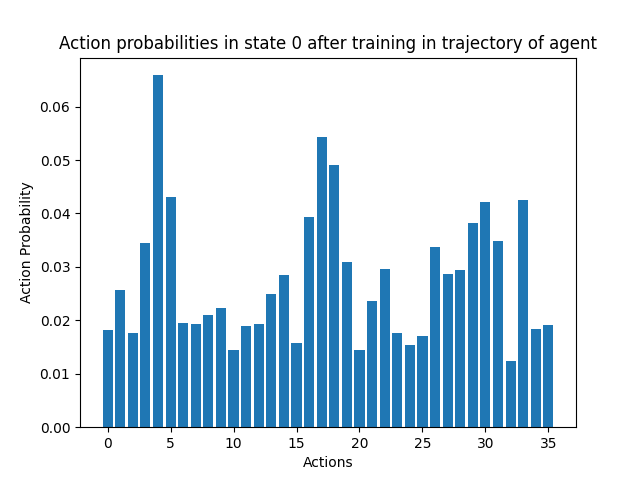 Action probabilities in state 0 after training in trajectory of agent
0.06
0.05
0.04
0.03
0.02
0.01
0.00
Action Probability
0 5 10 15 20 25 30 35
Actions